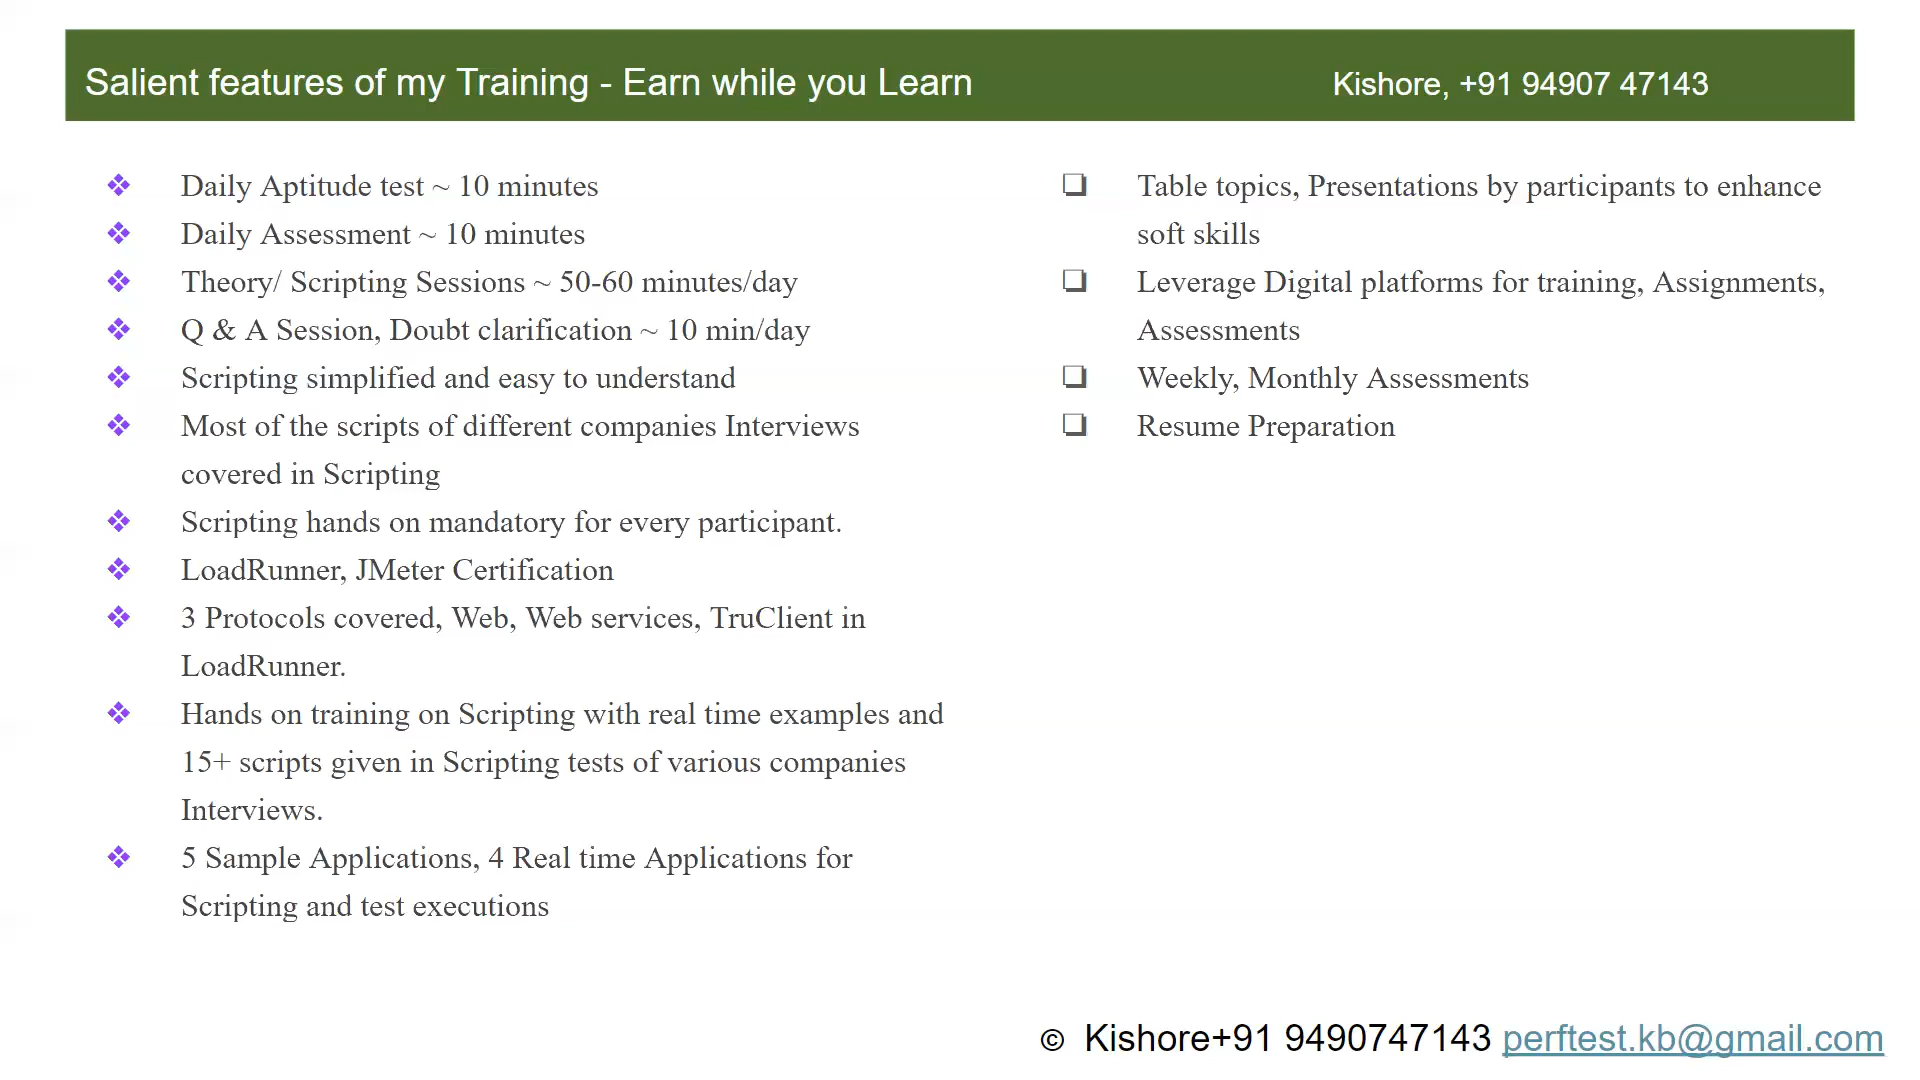 Salient features of my Training - Earn while you Learn
Kishore, +91 94907 47143
❖ Daily Aptitude test ~ 10 minutes
❖ Daily Assessment ~ 10 minutes
❖ Theory/ Scripting Sessions ~ 50-60 minutes/day
❖ Q & A Session, Doubt clarification ~ 10 min/day
❖ Scripting simplified and easy to understand
❖ Most of the scripts of different companies Interviews
covered in Scripting
❖ Scripting hands on mandatory for every participant.
❖ LoadRunner, JMeter Certification
❖ 3 Protocols covered, Web, Web services, TruClient in
LoadRunner.
❖ Hands on training on Scripting with real time examples and
15+ scripts given in Scripting tests of various companies
Interviews.
❖ 5 Sample Applications, 4 Real time Applications for
Scripting and test executions
❏ Table topics, Presentations by participants to enhance
soft skills
❏ Leverage Digital platforms for training, Assignments,
Assessments
❏ Weekly, Monthly Assessments
❏ Resume Preparation
© Kishore+91 9490747143 perftest.kb@gmail.com